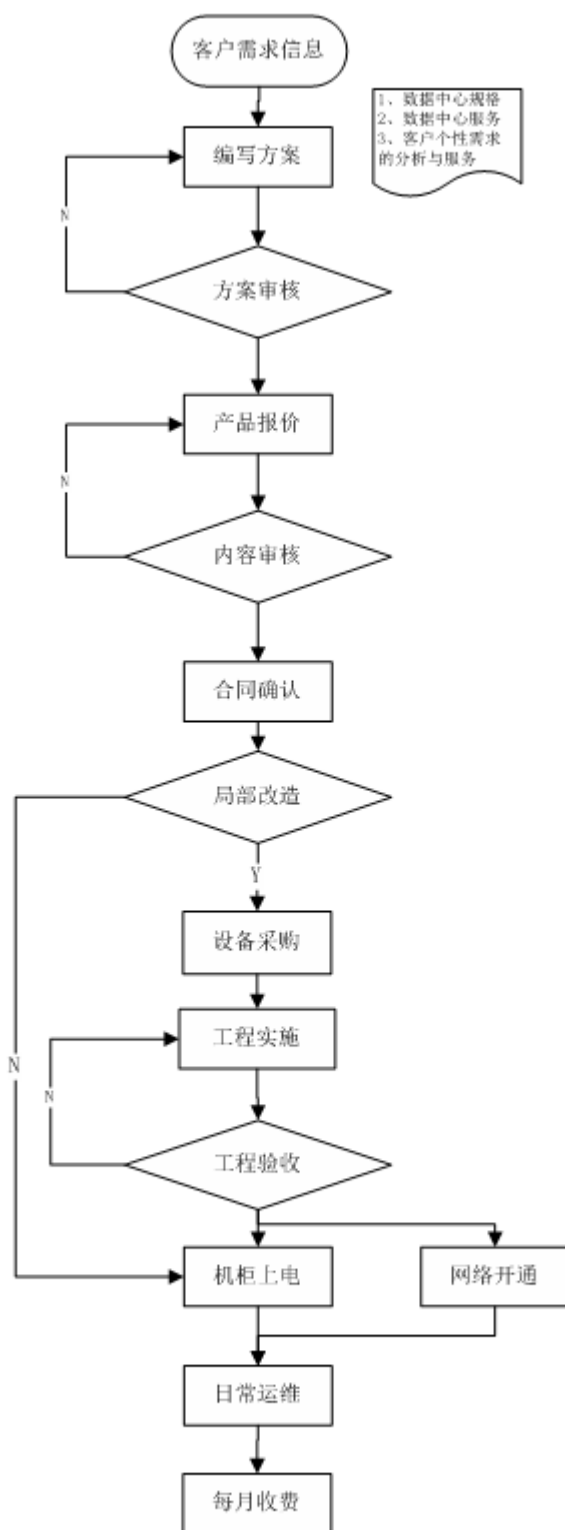 客户需求信息
1、数据中心规格
2、数据中心服务
3、客户个性需求
的分析与服务
编写方案
N
方案审核
产品报价
N
内容审核
合同确认
局部改造
Y
设备采购
工程实施
N
N
工程验收
机柜上电
网络开通
日常运维
每月收费